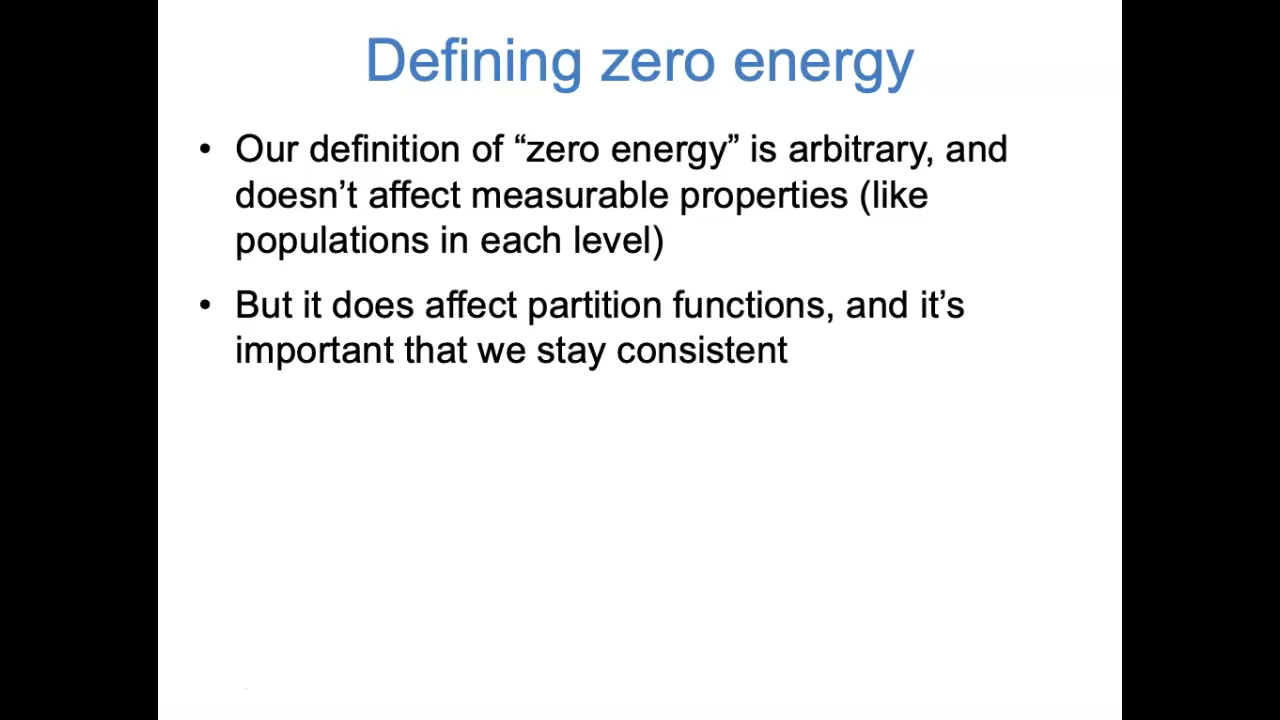 Defining zero energy
• Our definition of “zero energy” is arbitrary, and
doesn’t affect measurable properties (like
populations in each level)
• But it does affect partition functions, and it’s
important that we stay consistent